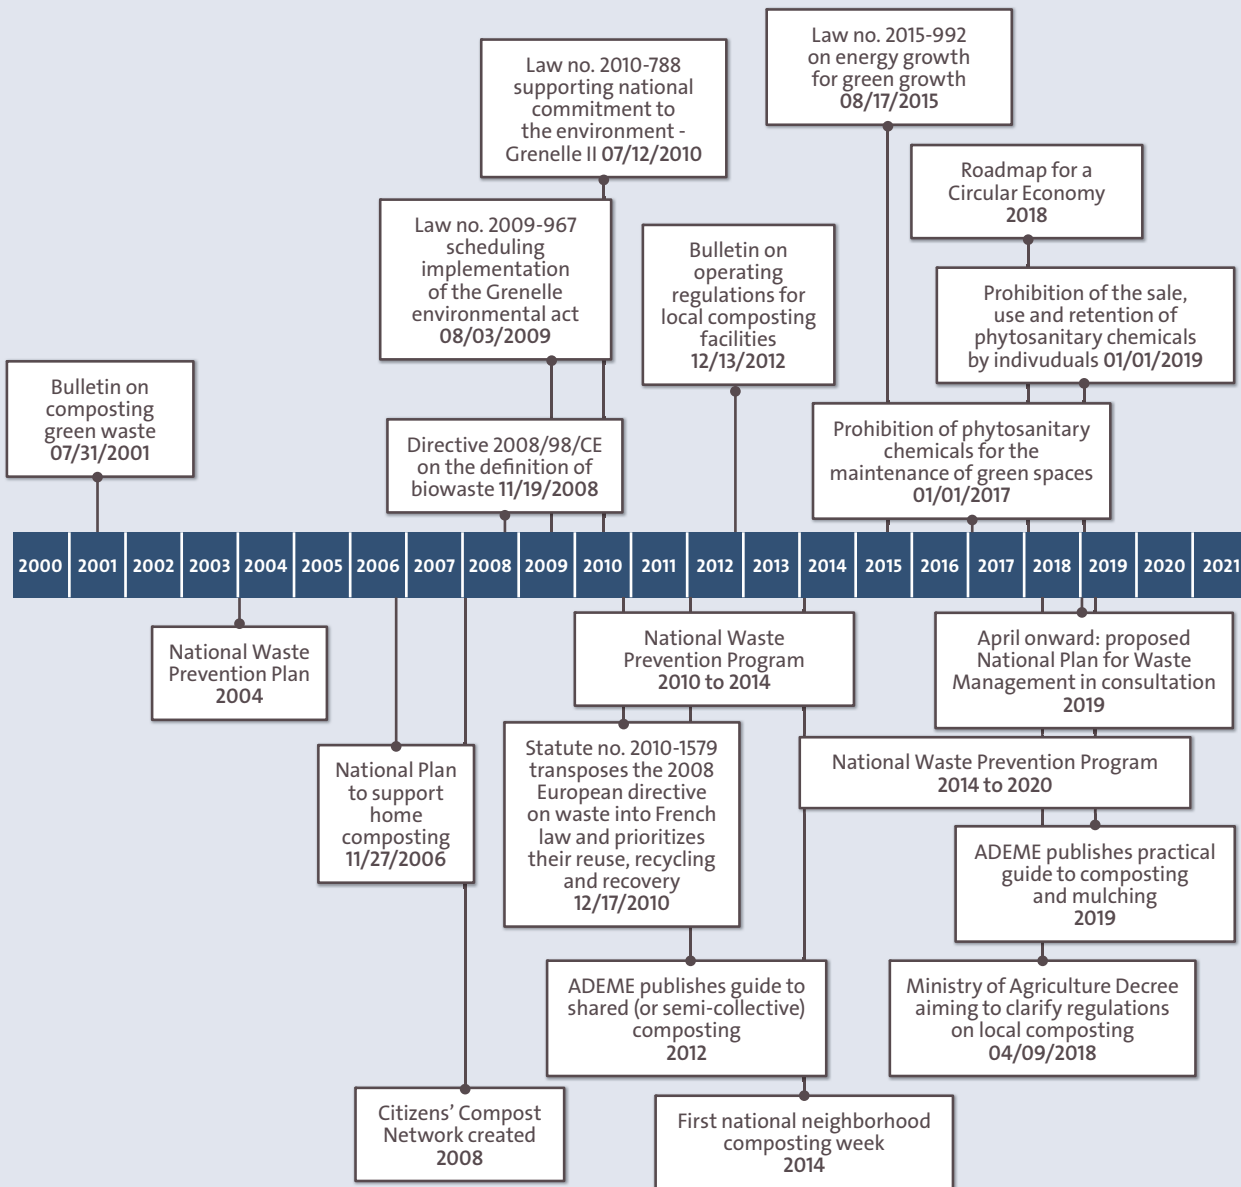 Law no. 2015-992
on energy growth
for green growth
08/17/2015
Law no. 2010-788
supporting national
commitment to
the environment -
Grenelle II 07/12/2010
Roadmap for a
Circular Economy
2018
Law no. 2009-967
scheduling
implementation
of the Grenelle
environmental act
08/03/2009
Bulletin on
operating
regulations for
local composting
facilities
12/13/2012
Prohibition of the sale,
use and retention of
phytosanitary chemicals
by indivuduals 01/01/2019
Bulletin on
composting
green waste
07/31/2001
Directive 2008/98/CE
on the definition of
biowaste 11/19/2008
Prohibition of phytosanitary
chemicals for the
maintenance of green spaces
01/01/2017
2000 2001 2002 2003 2004 2005 2006 2007 2008 2009 2010 2011 2012 2013 2014 2015 2016 2017 2018 2019 2020 2021
National Waste
Prevention Plan
2004
National Waste
Prevention Program
2010 to 2014
April onward: proposed
National Plan for Waste
Management in consultation
2019
National Plan
to support
home
composting
11/27/2006
Statute no. 2010-1579
transposes the 2008
European directive
on waste into French
law and prioritizes
their reuse, recycling
and recovery
12/17/2010
National Waste Prevention Program
2014 to 2020
ADEME publishes practical
guide to composting
and mulching
2019
ADEME publishes guide to
shared (or semi-collective)
composting
2012
Ministry of Agriculture Decree
aiming to clarify regulations
on local composting
04/09/2018
Citizens' Compost
Network created
2008
First national neighborhood
composting week
2014